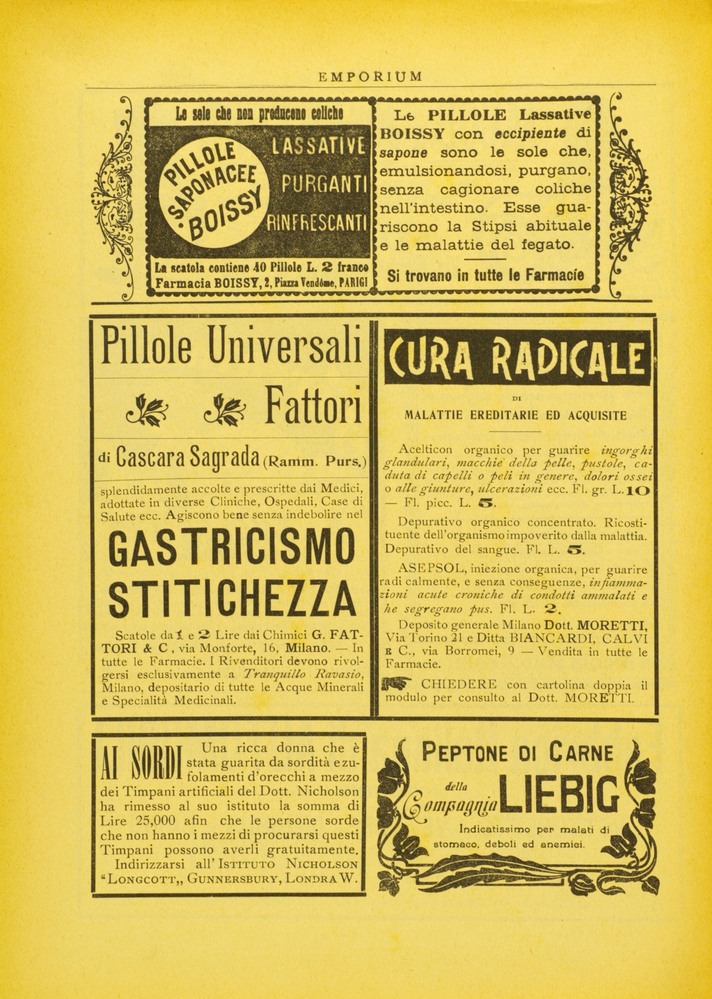 EMPORIUM
Le sole che non producono coliche
PILLOLE
SAPONACEE
BOISSY
LASSATIVE
PURGANTI
RINFRESCANTI
La scatola contiene 40 Pillole L. 2 franco
Farmacia BOISSY, 2, Piazza Vendôme, PARIGI
Le PILLOLE Lassative
BOISSY con eccipiente di
sapone sono le sole che,
emulsionandosi, purgano,
senza cagionare coliche
nell'intestino. Esse gua-
riscono la Stipsi abituale
e le malattie del fegato.
Si trovano in tutte le Farmacie
Pillole Universali
Fattori
di Cascara Sagrada (Ramm. Purs.)
splendidamente accolte e prescritte dai Medici,
adottate in diverse Cliniche, Ospedali, Case di
Salute ecc. Agiscono bene senza indebolire nel
GASTRICISMO
STITICHEZZA
Scatole da 1 e 2 Lire dai Chimici G. FAT-
TORI & C, via Monforte, 16, Milano. — In
tutte le Farmacie. I Rivenditori devono rivol-
gersi esclusivamente a Tranquillo Ravasio,
Milano, depositario di tutte le Acque Minerali
e Specialità Medicinali.
CURA RADICALE
DI
MALATTIE EREDITARIE ED ACQUISITE
Acelticon organico per guarire ingorghi
glandulari, macchie della pelle, pustole, ca-
duta di capelli o peli in genere, dolori ossei
o alle giunture, ulcerazioni ecc. Fl. gr. L. 10
— Fl. picc. L. 5.
Depurativo organico concentrato. Ricosti-
tuente dell'organismo impoverito dalla malattia.
Depurativo del sangue. Fl. L. 5.
ASEPSOL, iniezione organica, per guarire
radi calmente, e senza conseguenze, infiamma-
zioni acute croniche di condotti ammalati e
he segregano pus. Fl. L. 2.
Deposito generale Milano Dott. MORETTI,
Via Torino 21 e Ditta BIANCARDI, CALVI
E C., via Borromei, 9 — Vendita in tutte le
Farmacie.
CHIEDERE con cartolina doppia il
modulo per consulto al Dott. MORETTI.
AI SORDI Una ricca donna che è
stata guarita da sordità e zu-
folamenti d'orecchi a mezzo
dei Timpani artificiali del Dott. Nicholson
ha rimesso al suo istituto la somma di
Lire 25,000 afin che le persone sorde
che non hanno i mezzi di procurarsi questi
Timpani possono averli gratuitamente.
Indirizzarsi all'ISTITUTO NICHOLSON
"LONGCOTT,, GUNNERSBURY, LONDRA W.
PEPTONE DI CARNE
della
Compagnia LIEBIG
Indicatissimo per malati di
stomaco, deboli ed anemici.